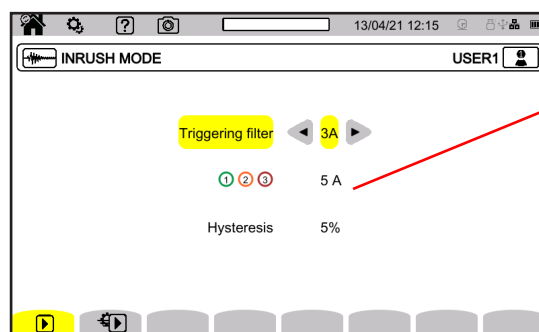 ? 13/04/21 12:15
INRUSH MODE USER1
Triggering filter 3A
1 2 3 5 A
Hysteresis 5%